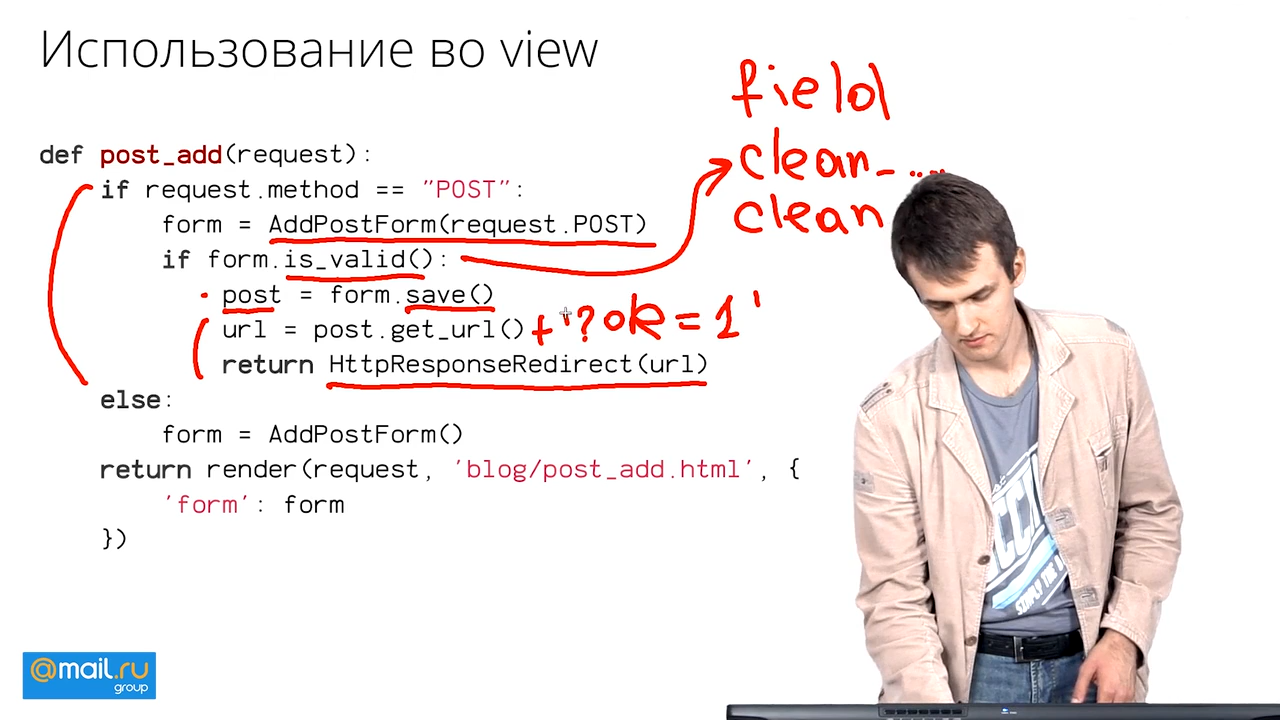 Использование во view
field
clean_...
clean
def post_add(request):
if request.method == "POST":
form = AddPostForm(request.POST)
if form.is_valid():
post = form.save()
url = post.get_url() + '?ok=1'
return HttpResponseRedirect(url)
else:
form = AddPostForm()
return render(request, 'blog/post_add.html', {
'form': form
})
@mail.ru
group